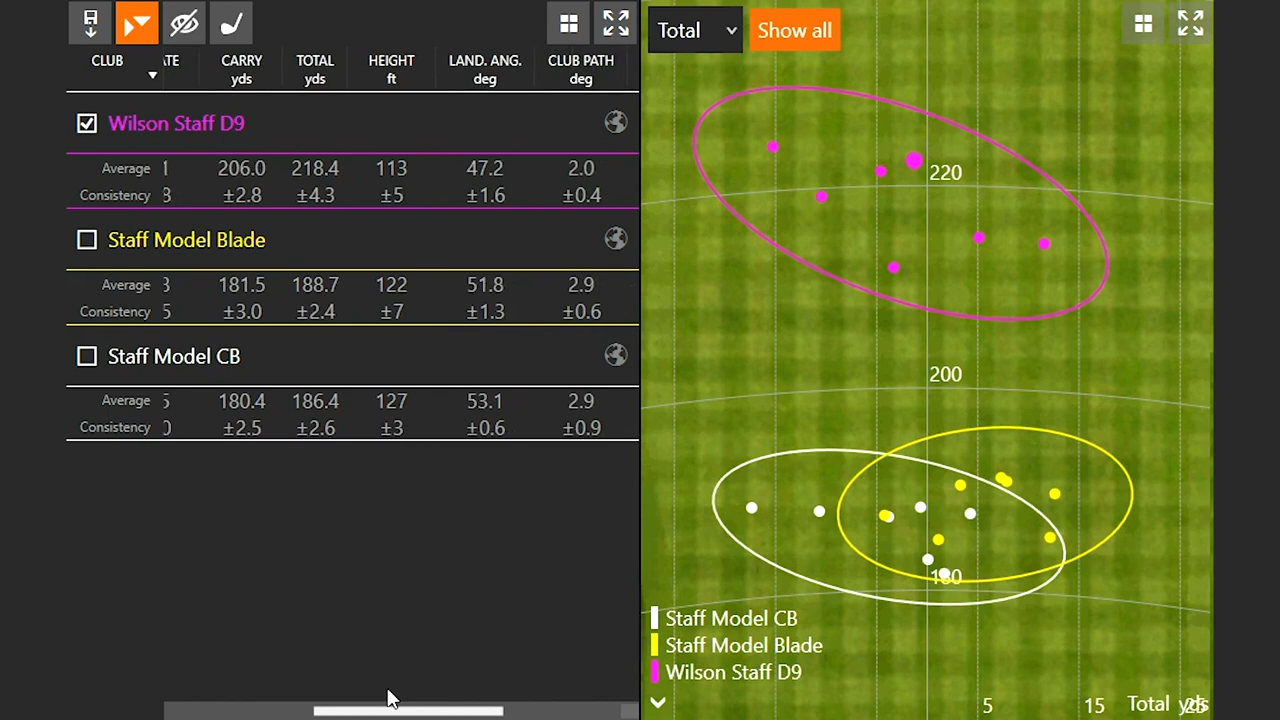 CLUB
CARRY
yds
TOTAL
yds
HEIGHT
ft
LAND. ANG.
deg
CLUB PATH
deg
Wilson Staff D9
Average 206.0 218.4 113 47.2 2.0
Consistency ±2.8 ±4.3 ±5 ±1.6 ±0.4
Staff Model Blade
Average 181.5 188.7 122 51.8 2.9
Consistency ±3.0 ±2.4 ±7 ±1.3 ±0.6
Staff Model CB
Average 180.4 186.4 127 53.1 2.9
Consistency ±2.5 ±2.6 ±3 ±0.6 ±0.9
Total
Show all
220
200
180
Staff Model CB
Staff Model Blade
Wilson Staff D9
5 15 Total yds